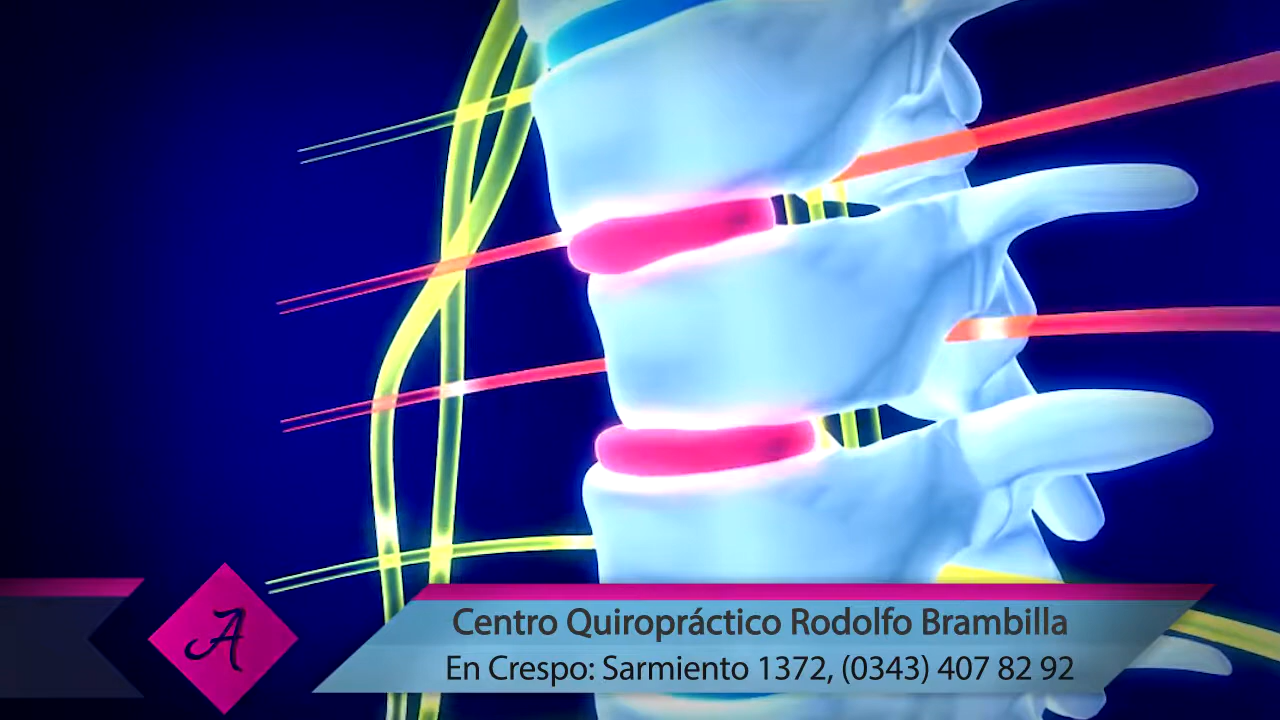 A
Centro Quiropráctico Rodolfo Brambilla
En Crespo: Sarmiento 1372, (0343) 407 82 92